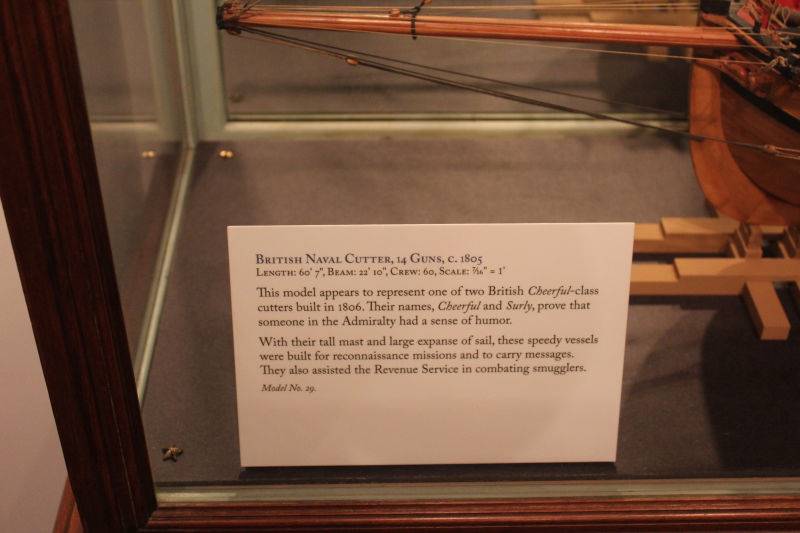 British Naval Cutter, 14 Guns, c. 1805
Length: 60' 7", Beam: 22' 10", Crew: 60, Scale: 7/16" = 1'
This model appears to represent one of two British Cheerful-class
cutters built in 1806. Their names, Cheerful and Surly, prove that
someone in the Admiralty had a sense of humor.
With their tall mast and large expanse of sail, these speedy vessels
were built for reconnaissance missions and to carry messages.
They also assisted the Revenue Service in combating smugglers.
Model No. 29.